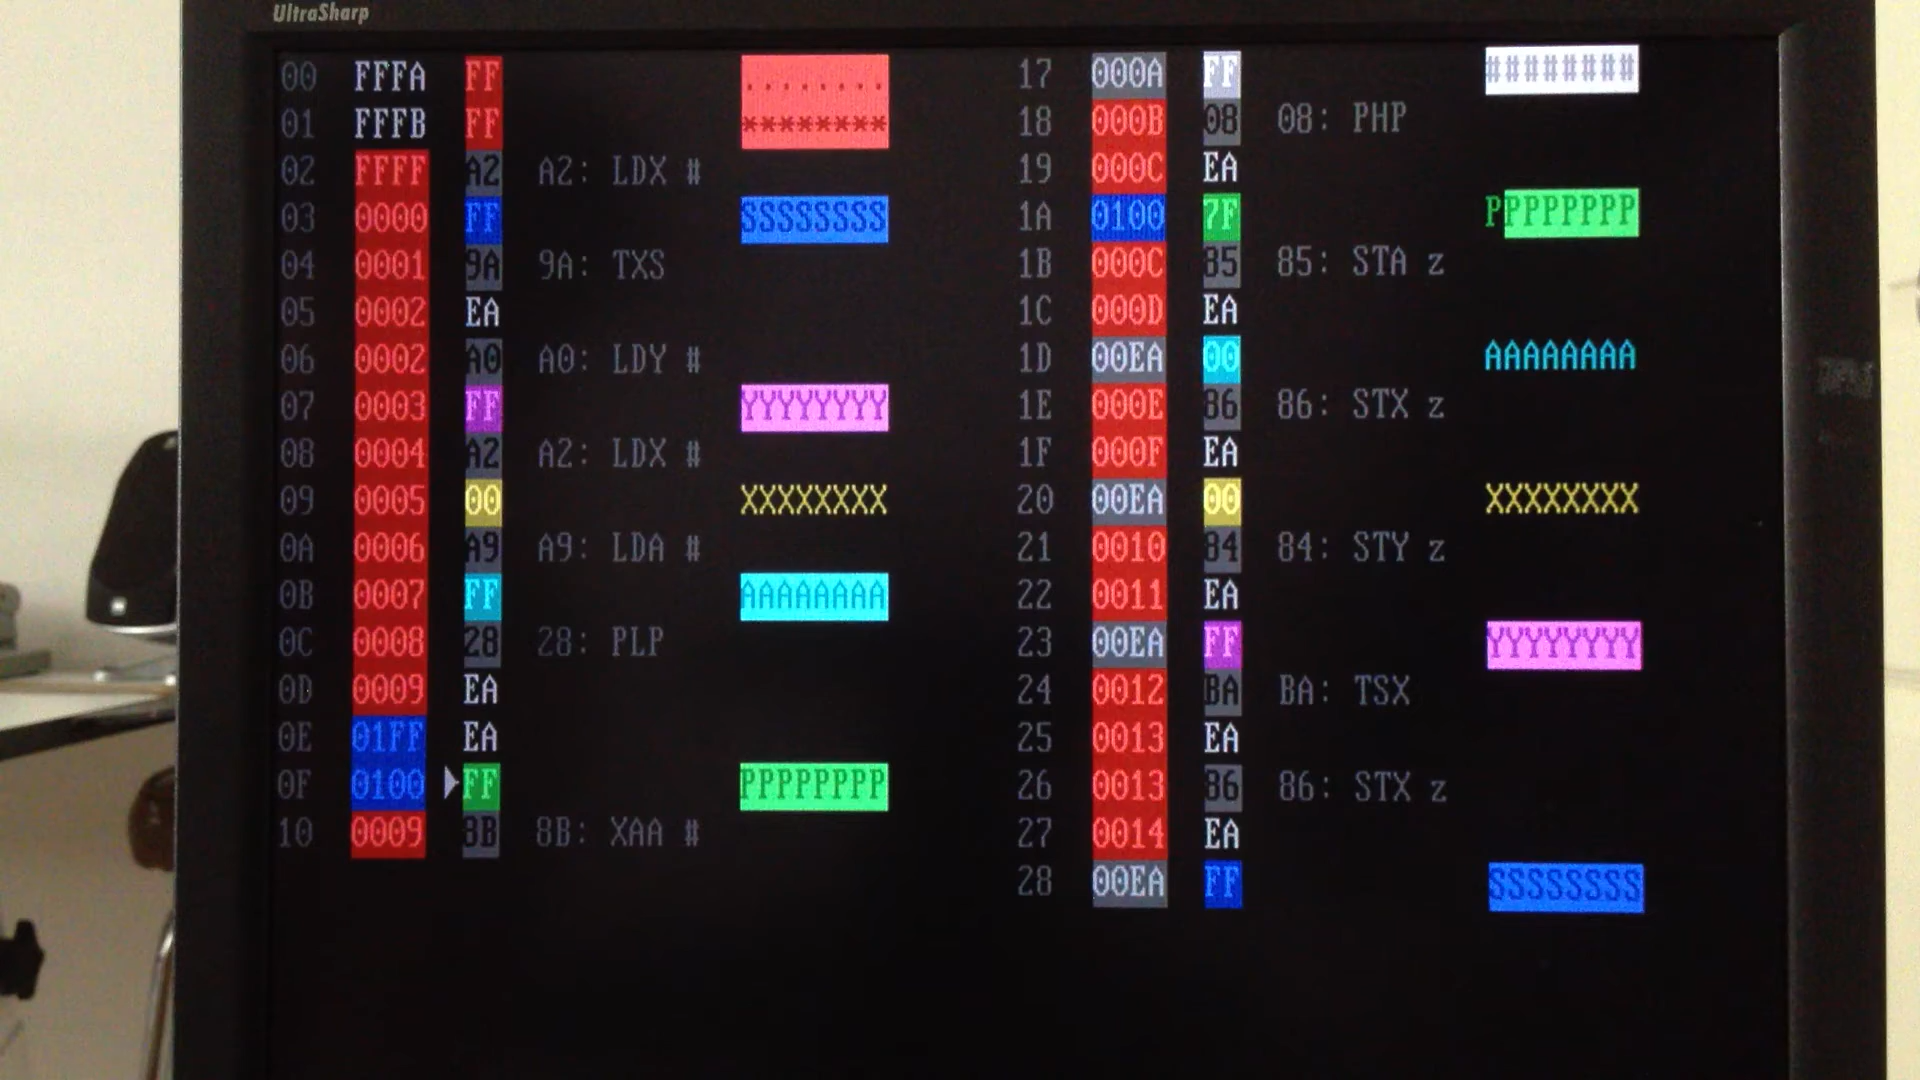 UltraSharp
00 FFFA FF ........
01 FFFB FF ********
02 FFFF A2 A2: LDX #
03 0000 FF SSSSSSSS
04 0001 9A 9A: TXS
05 0002 EA
06 0002 A0 A0: LDY #
07 0003 FF YYYYYYYY
08 0004 A2 A2: LDX #
09 0005 00 XXXXXXXX
0A 0006 A9 A9: LDA #
0B 0007 FF AAAAAAAA
0C 0008 28 28: PLP
0D 0009 EA
0E 01FF EA
0F 0100 FF PPPPPPPP
10 0009 8B 8B: XAA #
17 000A FF ########
18 000B 08 08: PHP
19 000C EA
1A 0100 7F PPPPPPPP
1B 000C 85 85: STA z
1C 000D EA
1D 00EA 00 AAAAAAAA
1E 000E 86 86: STX z
1F 000F EA
20 00EA 00 XXXXXXXX
21 0010 84 84: STY z
22 0011 EA
23 00EA FF YYYYYYYY
24 0012 BA BA: TSX
25 0013 EA
26 0013 86 86: STX z
27 0014 EA
28 00EA FF SSSSSSSS